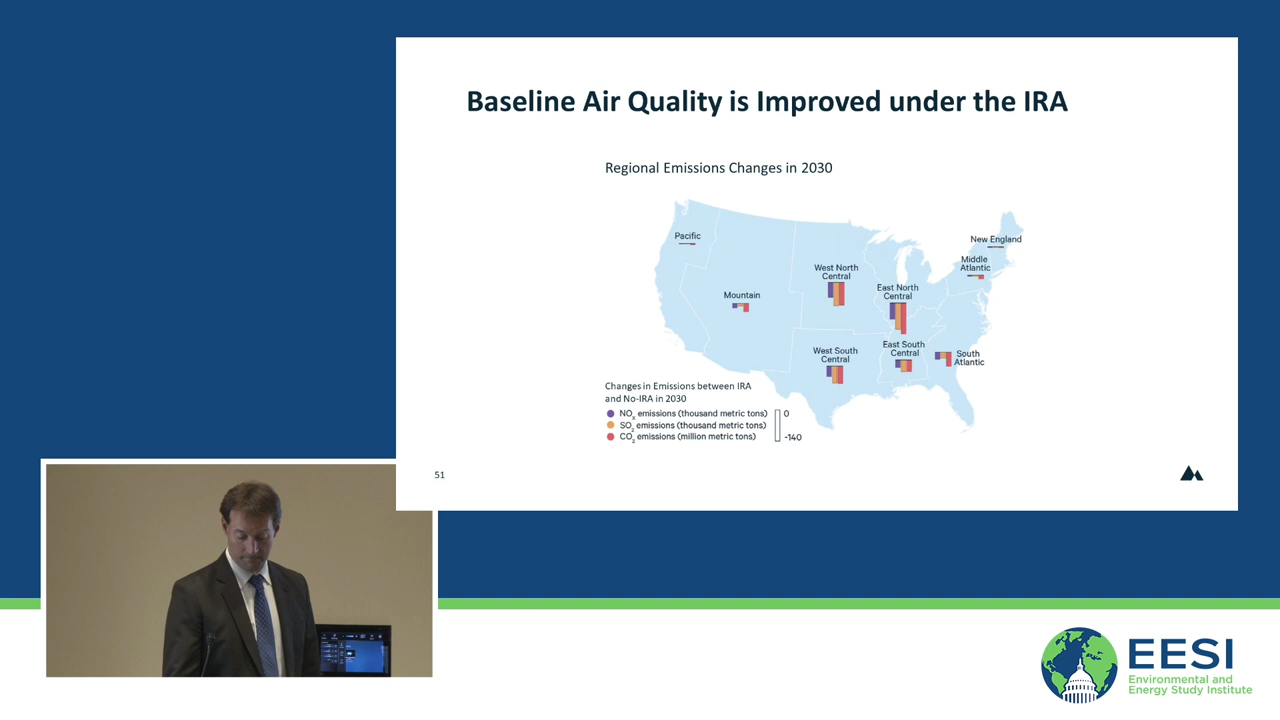 Baseline Air Quality is Improved under the IRA
Regional Emissions Changes in 2030
Pacific
New England
Middle
Atlantic
West North
Central
East North
Central
Mountain
East South
Central
West South
Central
South
Atlantic
Changes in Emissions between IRA
and No-IRA in 2030
NOx emissions (thousand metric tons)
SO2 emissions (thousand metric tons)
CO2 emissions (million metric tons)
0
-140
51
EESI
Environmental and
Energy Study Institute